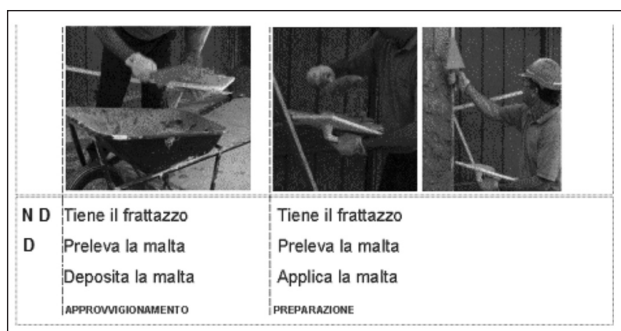 N D Tiene il frattazzo Tiene il frattazzo
D Preleva la malta Preleva la malta
Deposita la malta Applica la malta
APPROVVIGIONAMENTO PREPARAZIONE